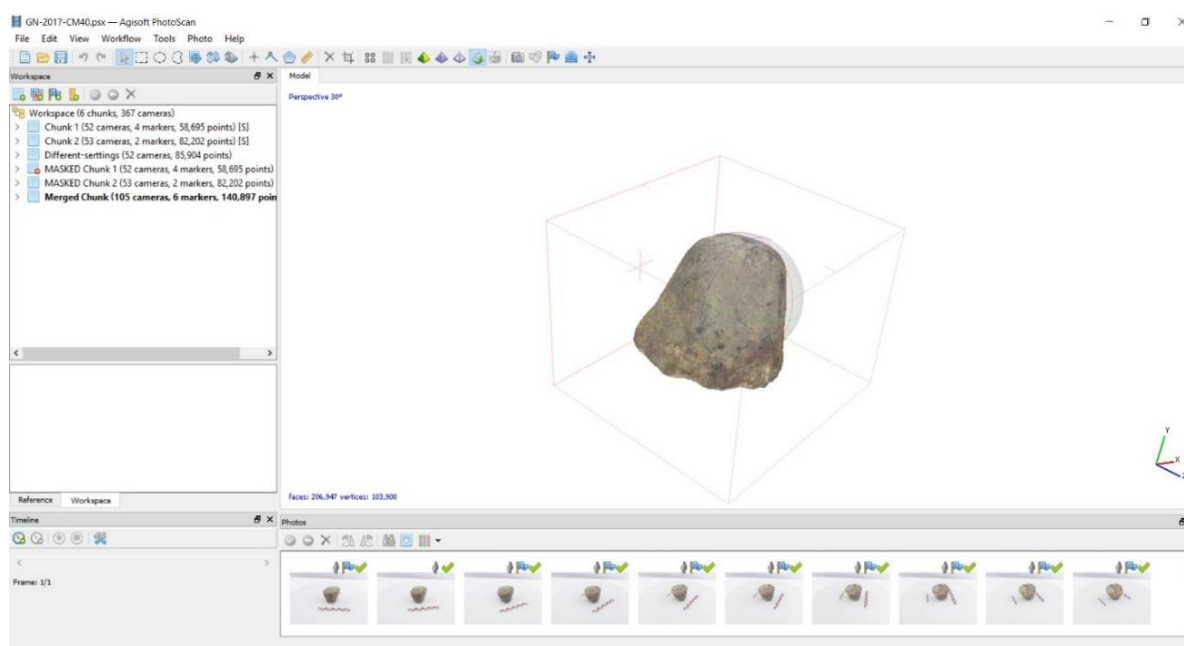 GN-2017-CM40.psx — Agisoft PhotoScan
File Edit View Workflow Tools Photo Help
Workspace
Model
Perspective 30°
Workspace (6 chunks, 367 cameras)
Chunk 1 (52 cameras, 4 markers, 58,695 points) [S]
Chunk 2 (53 cameras, 2 markers, 82,202 points) [S]
Different-serttings (52 cameras, 85,904 points)
MASKED Chunk 1 (52 cameras, 4 markers, 58,695 points)
MASKED Chunk 2 (53 cameras, 2 markers, 82,202 points)
Merged Chunk (105 cameras, 6 markers, 140,897 poin
Y
X
Z
faces: 206,947 vertices: 103,908
Reference Workspace
Timeline
Photos
Frame: 1/1